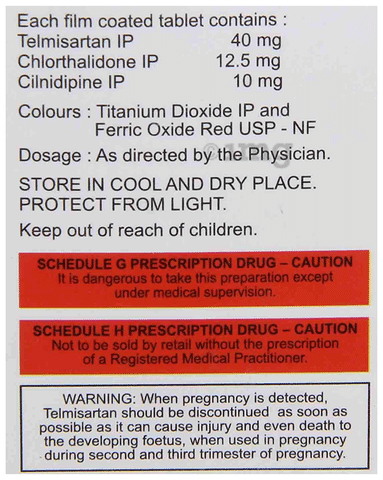 Each film coated tablet contains :
Telmisartan IP 40 mg
Chlorthalidone IP 12.5 mg
Cilnidipine IP 10 mg
Colours : Titanium Dioxide IP and
Ferric Oxide Red USP - NF
Dosage : As directed by the Physician.
STORE IN COOL AND DRY PLACE.
PROTECT FROM LIGHT.
Keep out of reach of children.
SCHEDULE G PRESCRIPTION DRUG – CAUTION
It is dangerous to take this preparation except
under medical supervision.
SCHEDULE H PRESCRIPTION DRUG – CAUTION
Not to be sold by retail without the prescription
of a Registered Medical Practitioner.
WARNING: When pregnancy is detected,
Telmisartan should be discontinued as soon as
possible as it can cause injury and even death to
the developing foetus, when used in pregnancy
during second and third trimester of pregnancy.